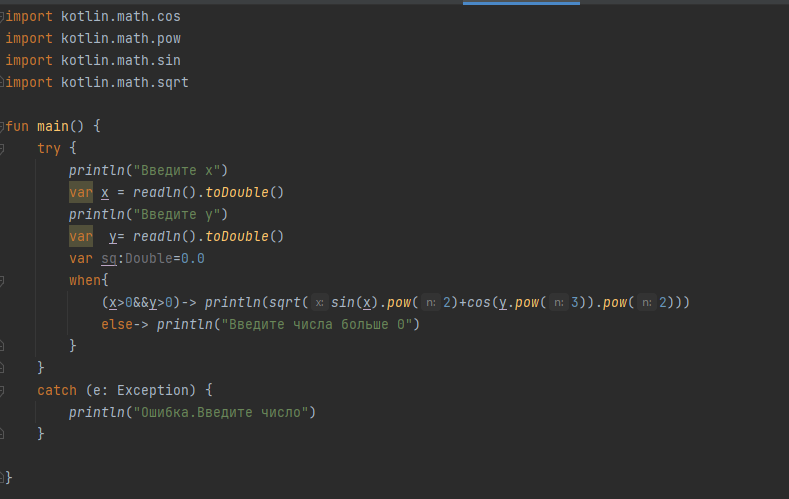 import kotlin.math.cos
import kotlin.math.pow
import kotlin.math.sin
import kotlin.math.sqrt
fun main() {
try {
println("Введите x")
var x = readln().toDouble()
println("Введите y")
var y= readln().toDouble()
var sq:Double=0.0
when{
(x>0&&y>0)-> println(sqrt( x: sin(x).pow( n: 2)+cos(y.pow( n: 3)).pow( n: 2)))
else-> println("Введите числа больше 0")
}
}
catch (e: Exception) {
println("Ошибка.Введите число")
}
}